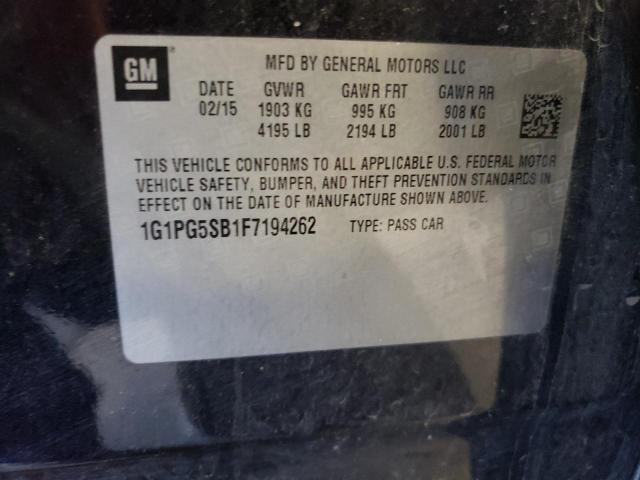 GM
MFD BY GENERAL MOTORS LLC
DATE GVWR GAWR FRT GAWR RR
02/15 1903 KG 995 KG 908 KG
4195 LB 2194 LB 2001 LB
THIS VEHICLE CONFORMS TO ALL APPLICABLE U.S. FEDERAL MOTOR
VEHICLE SAFETY, BUMPER, AND THEFT PREVENTION STANDARDS IN
EFFECT ON THE DATE OF MANUFACTURE SHOWN ABOVE.
1G1PG5SB1F7194262 TYPE: PASS CAR